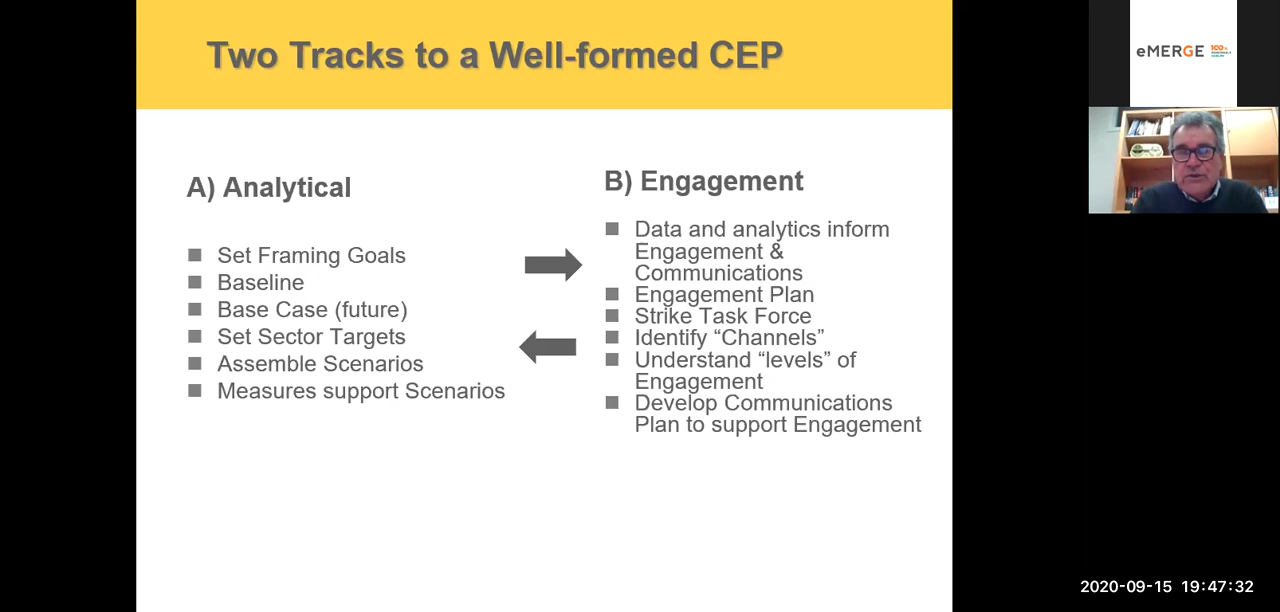 Two Tracks to a Well-formed CEP
A) Analytical
Set Framing Goals
Baseline
Base Case (future)
Set Sector Targets
Assemble Scenarios
Measures support Scenarios
B) Engagement
Data and analytics inform
Engagement &
Communications
Engagement Plan
Strike Task Force
Identify “Channels”
Understand “levels” of
Engagement
Develop Communications
Plan to support Engagement
eMERGE
100%
2020-09-15 19:47:32